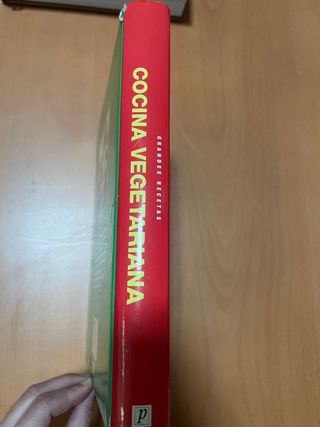 GRANDES RECETAS
COCINA VEGETARIANA
p